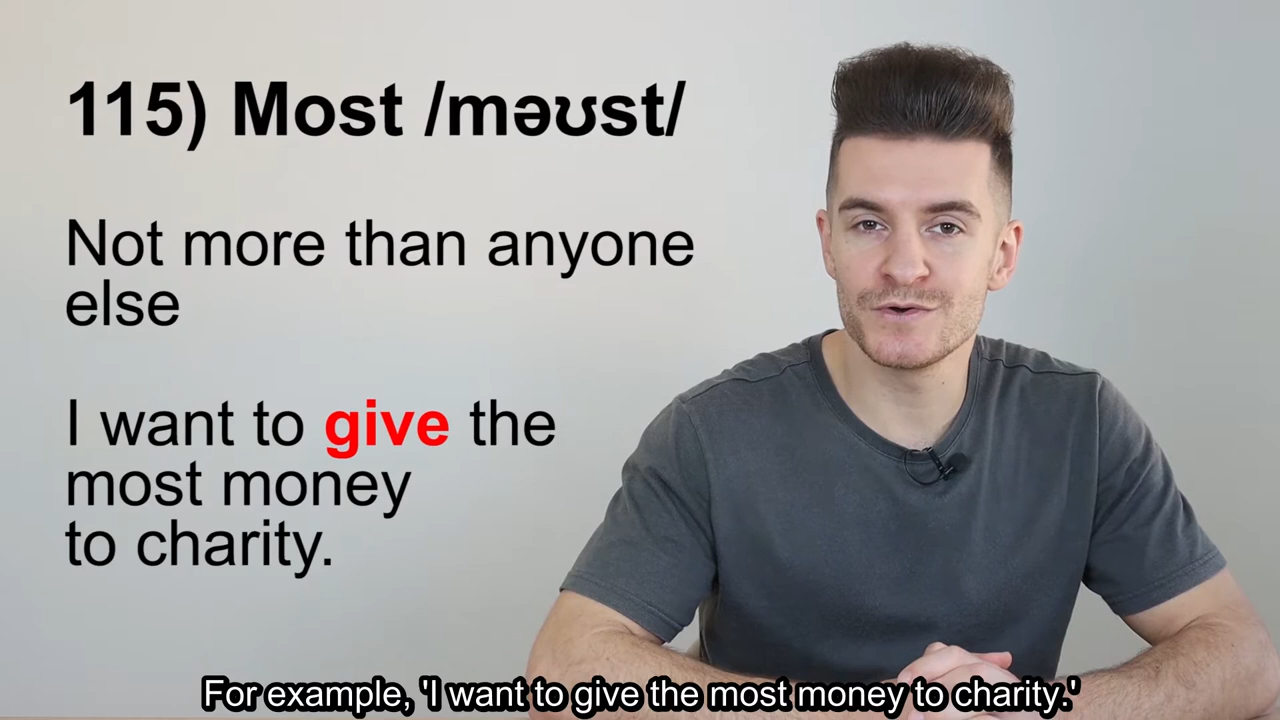 115) Most /məʊst/
Not more than anyone
else
I want to give the
most money
to charity.
For example, 'I want to give the most money to charity.'